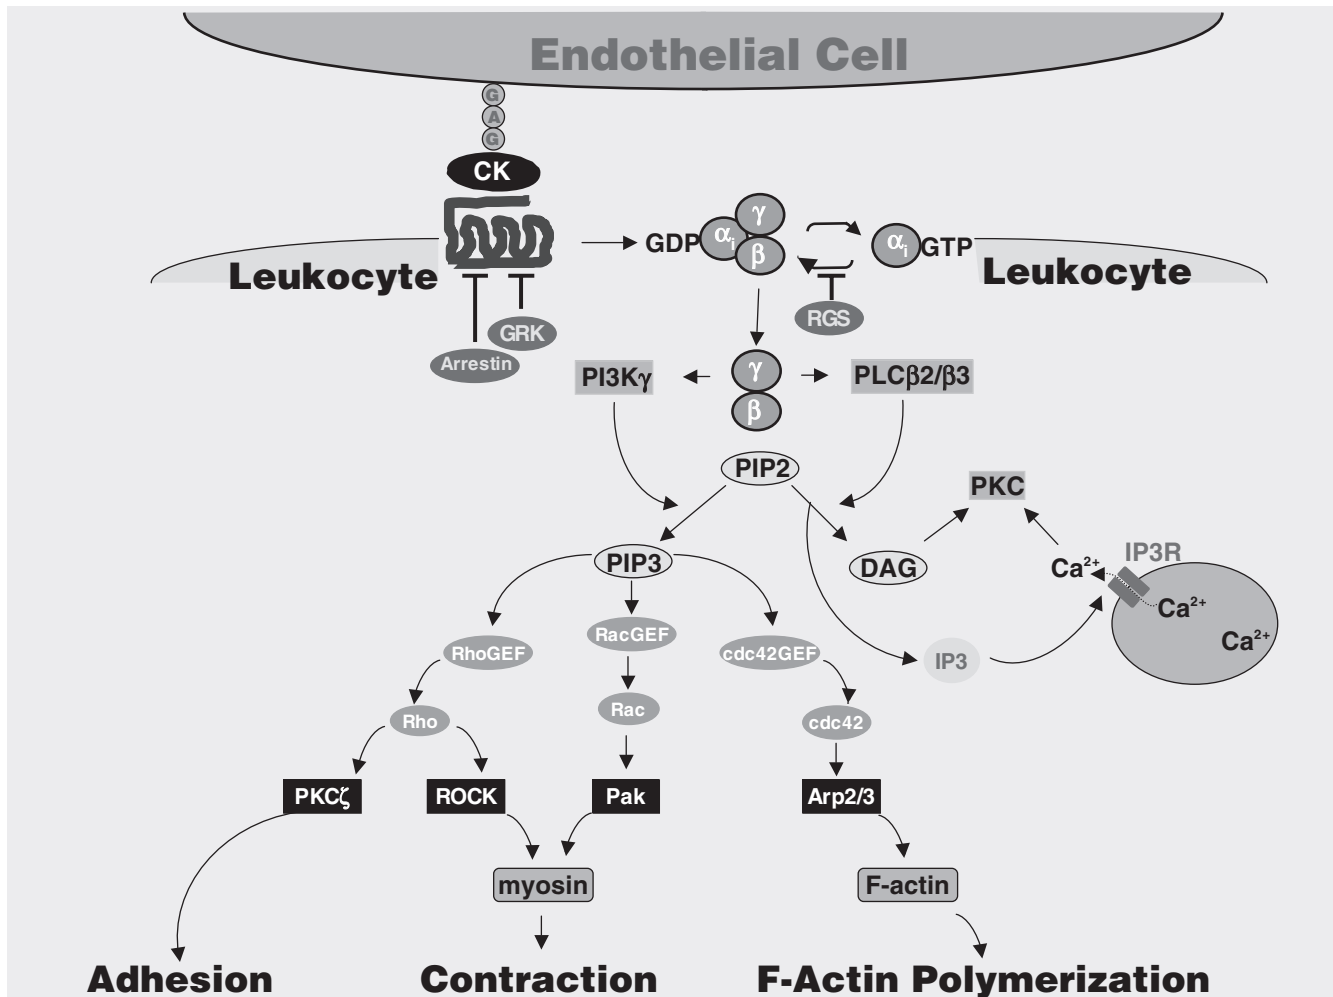 Endothelial Cell
G
A
G
CK
GDP
αi
γ
β
αi
GTP
Leukocyte
Leukocyte
RGS
GRK
Arrestin
PI3Kγ
γ
β
PLCβ2/β3
PIP2
PKC
IP3R
PIP3
DAG
Ca2+
Ca2+
Ca2+
RhoGEF
RacGEF
cdc42GEF
IP3
Rho
Rac
cdc42
PKCζ
ROCK
Pak
Arp2/3
myosin
F-actin
Adhesion
Contraction
F-Actin Polymerization